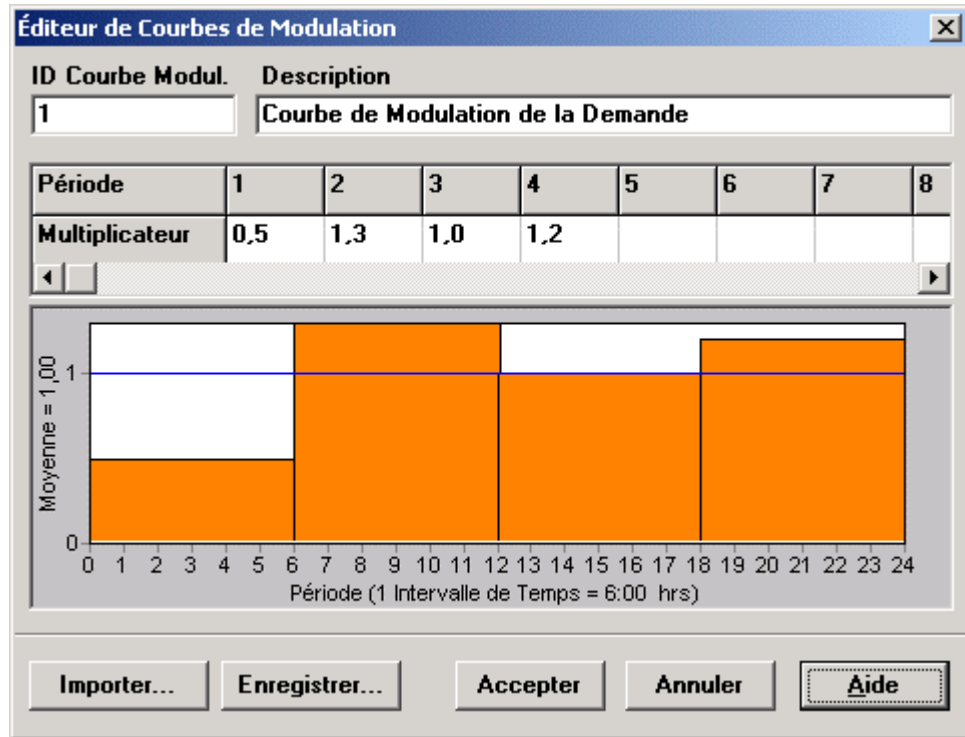 Éditeur de Courbes de Modulation
ID Courbe Modul. Description
1 Courbe de Modulation de la Demande
Période 1 2 3 4 5 6 7 8
Multiplicateur 0,5 1,3 1,0 1,2
Moyenne = 1,00
1
0
0 1 2 3 4 5 6 7 8 9 10 11 12 13 14 15 16 17 18 19 20 21 22 23 24
Période (1 Intervalle de Temps = 6:00 hrs)
Importer... Enregistrer... Accepter Annuler Aide